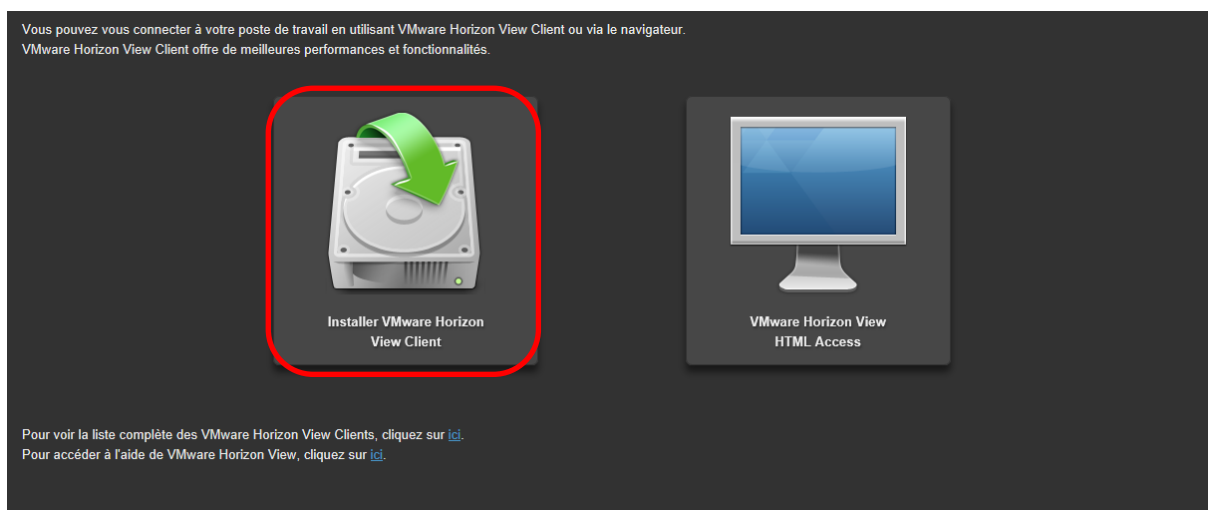 Vous pouvez vous connecter à votre poste de travail en utilisant VMware Horizon View Client ou via le navigateur.
VMware Horizon View Client offre de meilleures performances et fonctionnalités.
Installer VMware Horizon
View Client
VMware Horizon View
HTML Access
Pour voir la liste complète des VMware Horizon View Clients, cliquez sur ici.
Pour accéder à l'aide de VMware Horizon View, cliquez sur ici.